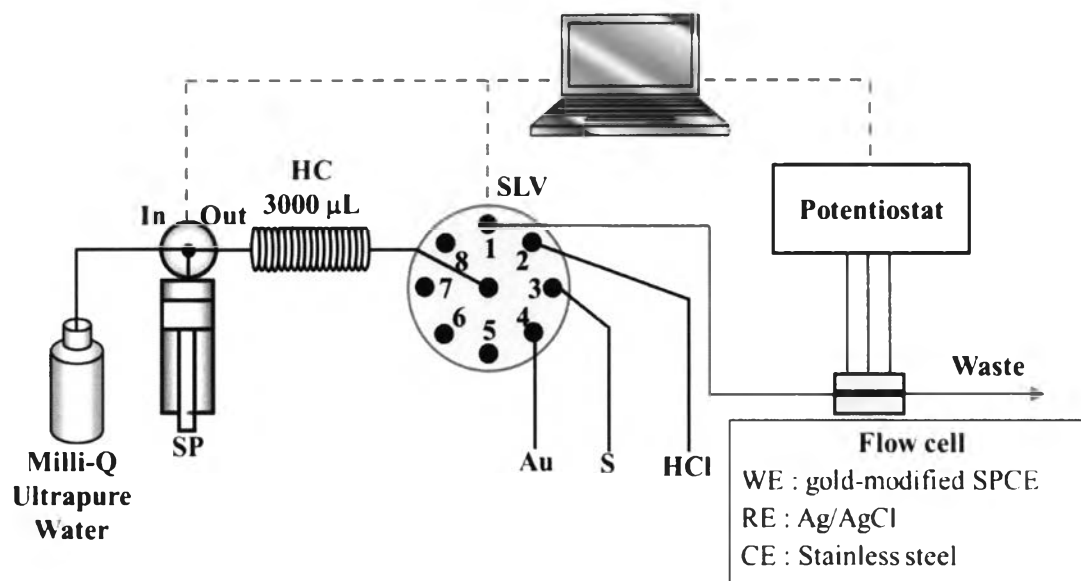 HC
3000 μL
SLV
In Out
Potentiostat
1
2
3
4
5
6
7
8
Waste
SP
Milli-Q
Ultrapure
Water
Au
S
HCl
Flow cell
WE : gold-modified SPCE
RE : Ag/AgCl
CE : Stainless steel